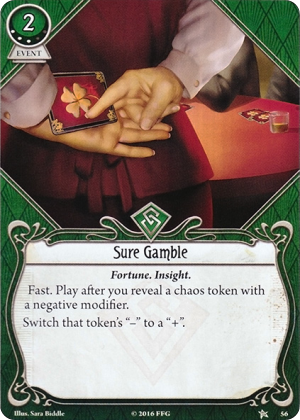 2
EVENT
Sure Gamble
Fortune. Insight.
Fast. Play after you reveal a chaos token with
a negative modifier.
Switch that token's “–” to a “+”.
Illus. Sara Biddle
© 2016 FFG
56